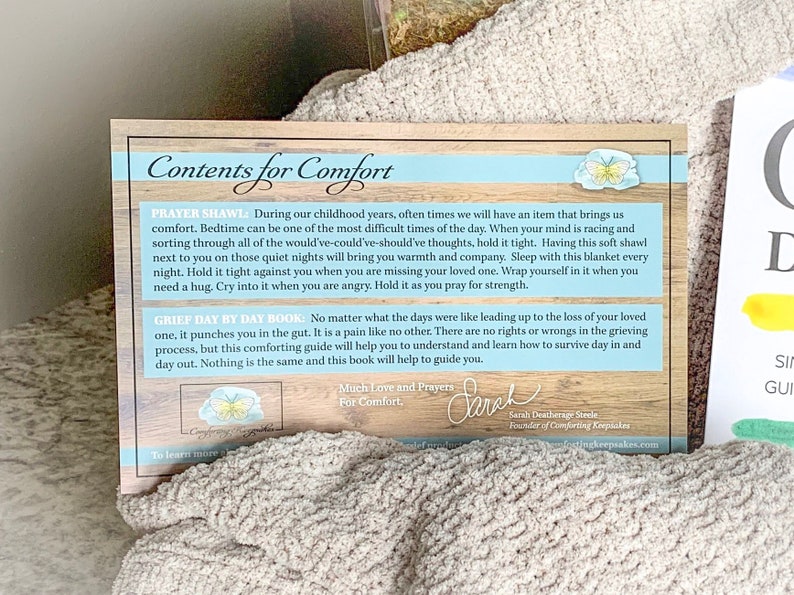 Contents for Comfort
PRAYER SHAWL: During our childhood years, often times we will have an item that brings us
comfort. Bedtime can be one of the most difficult times of the day. When your mind is racing and
sorting through all of the would've-could've-should've thoughts, hold it tight. Having this soft shawl
next to you on those quiet nights will bring you warmth and company. Sleep with this blanket every
night. Hold it tight against you when you are missing your loved one. Wrap yourself in it when you
need a hug. Cry into it when you are angry. Hold it as you pray for strength.
GRIEF DAY BY DAY BOOK: No matter what the days were like leading up to the loss of your loved
one, it punches you in the gut. It is a pain like no other. There are no rights or wrongs in the grieving
process, but this comforting guide will help you to understand and learn how to survive day in and
day out. Nothing is the same and this book will help to guide you.
Much Love and Prayers
For Comfort,
Sarah
Sarah Deatherage Steele
Founder of Comforting Keepsakes
Comforting Keepsakes
To learn more